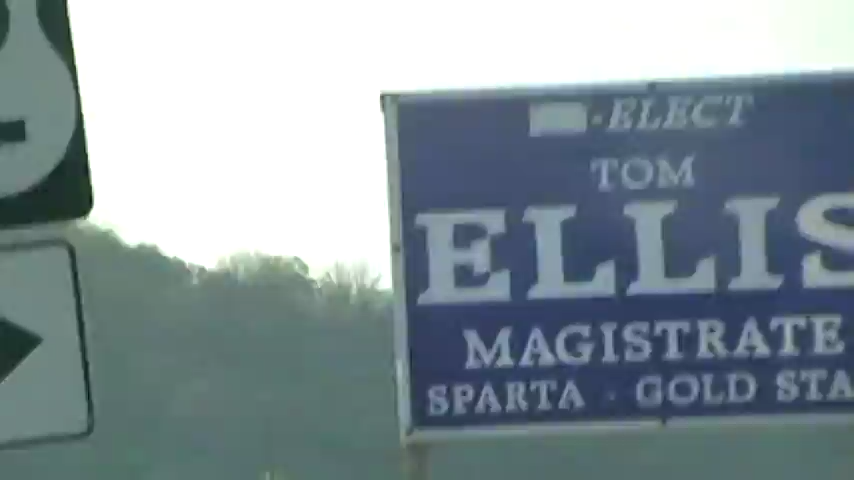 -ELECT
TOM
ELLIS
MAGISTRATE
SPARTA - GOLD STA